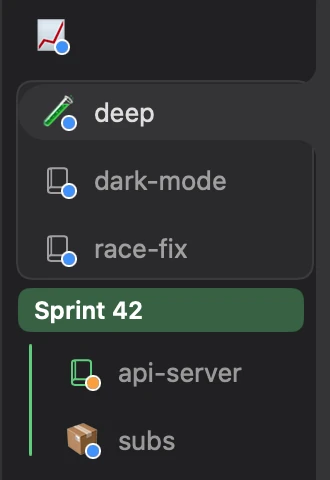 deep
dark-mode
race-fix
Sprint 42
api-server
subs